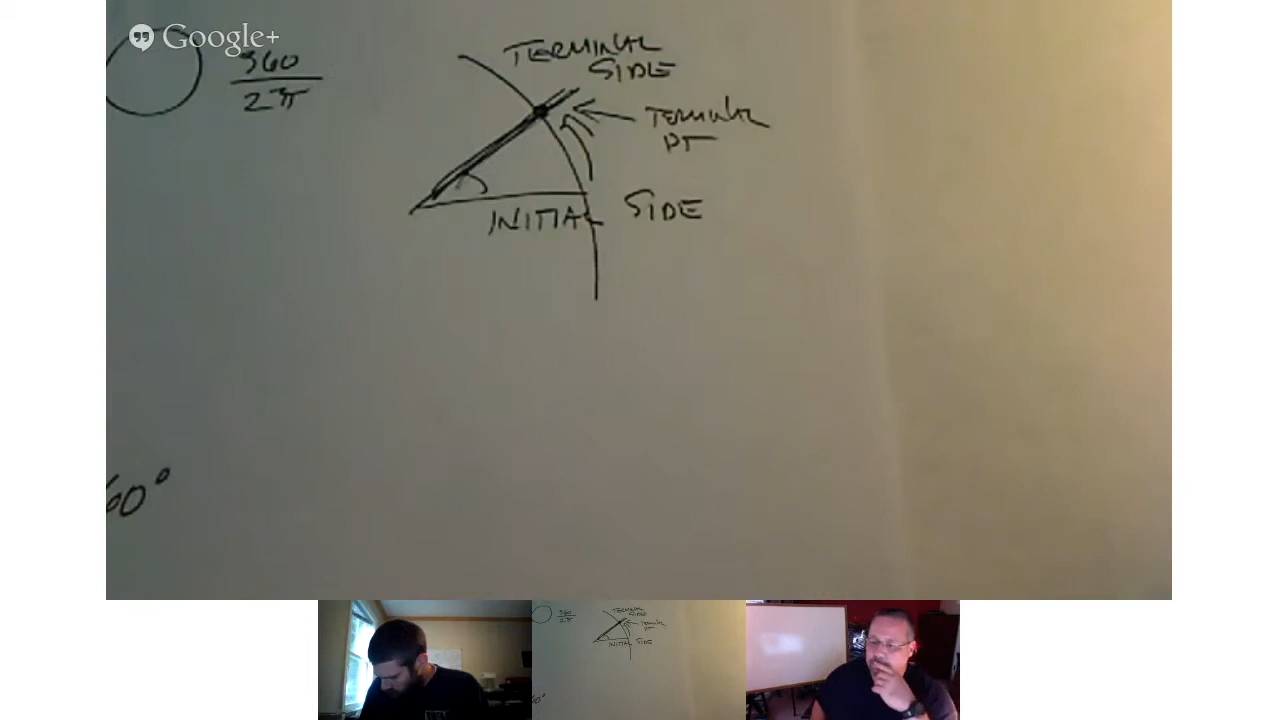 Google+
360
2π
TERMINAL
SIDE
TERMINAL
PT
INITIAL SIDE
60°